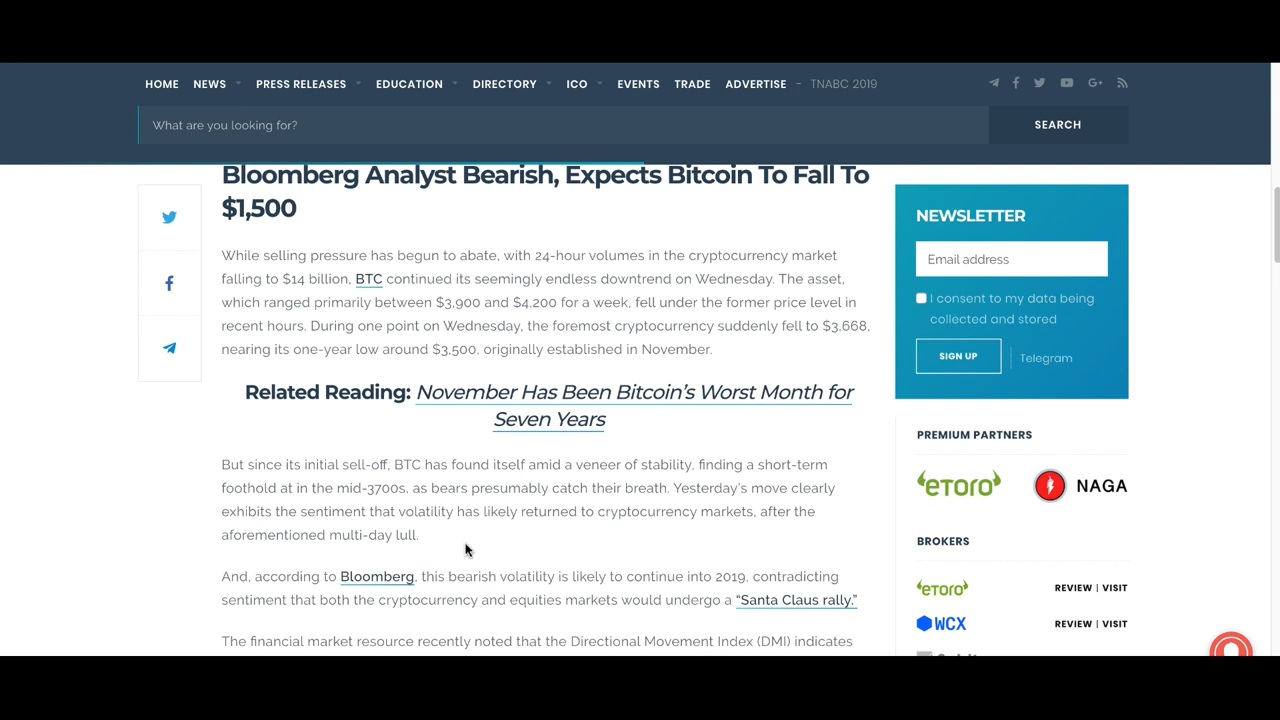 HOME NEWS PRESS RELEASES EDUCATION DIRECTORY ICO EVENTS TRADE ADVERTISE – TNABC 2019
What are you looking for?
SEARCH
Bloomberg Analyst Bearish, Expects Bitcoin To Fall To
$1,500
While selling pressure has begun to abate, with 24-hour volumes in the cryptocurrency market
falling to $14 billion, BTC continued its seemingly endless downtrend on Wednesday. The asset,
which ranged primarily between $3,900 and $4,200 for a week, fell under the former price level in
recent hours. During one point on Wednesday, the foremost cryptocurrency suddenly fell to $3,668,
nearing its one-year low around $3,500, originally established in November.
Related Reading: November Has Been Bitcoin’s Worst Month for
Seven Years
But since its initial sell-off, BTC has found itself amid a veneer of stability, finding a short-term
foothold at in the mid-3700s, as bears presumably catch their breath. Yesterday’s move clearly
exhibits the sentiment that volatility has likely returned to cryptocurrency markets, after the
aforementioned multi-day lull.
And, according to Bloomberg, this bearish volatility is likely to continue into 2019, contradicting
sentiment that both the cryptocurrency and equities markets would undergo a “Santa Claus rally.”
The financial market resource recently noted that the Directional Movement Index (DMI) indicates
NEWSLETTER
Email address
I consent to my data being
collected and stored
SIGN UP
Telegram
PREMIUM PARTNERS
eToro NAGA
BROKERS
eToro REVIEW | VISIT
WCX REVIEW | VISIT